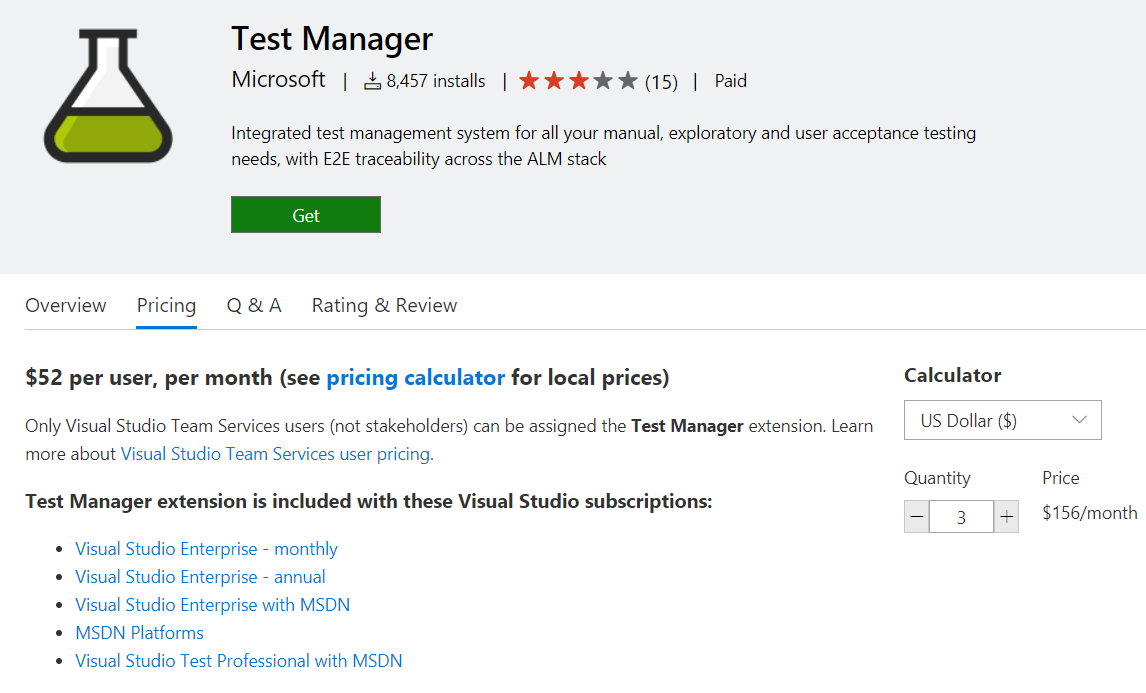 Test Manager
Microsoft | 8,457 installs | (15) | Paid
Integrated test management system for all your manual, exploratory and user acceptance testing
needs, with E2E traceability across the ALM stack
Get
Overview Pricing Q & A Rating & Review
$52 per user, per month (see pricing calculator for local prices)
Only Visual Studio Team Services users (not stakeholders) can be assigned the Test Manager extension. Learn
more about Visual Studio Team Services user pricing.
Test Manager extension is included with these Visual Studio subscriptions:
Visual Studio Enterprise - monthly
Visual Studio Enterprise - annual
Visual Studio Enterprise with MSDN
MSDN Platforms
Visual Studio Test Professional with MSDN
Calculator
US Dollar ($)
Quantity Price
− 3 + $156/month